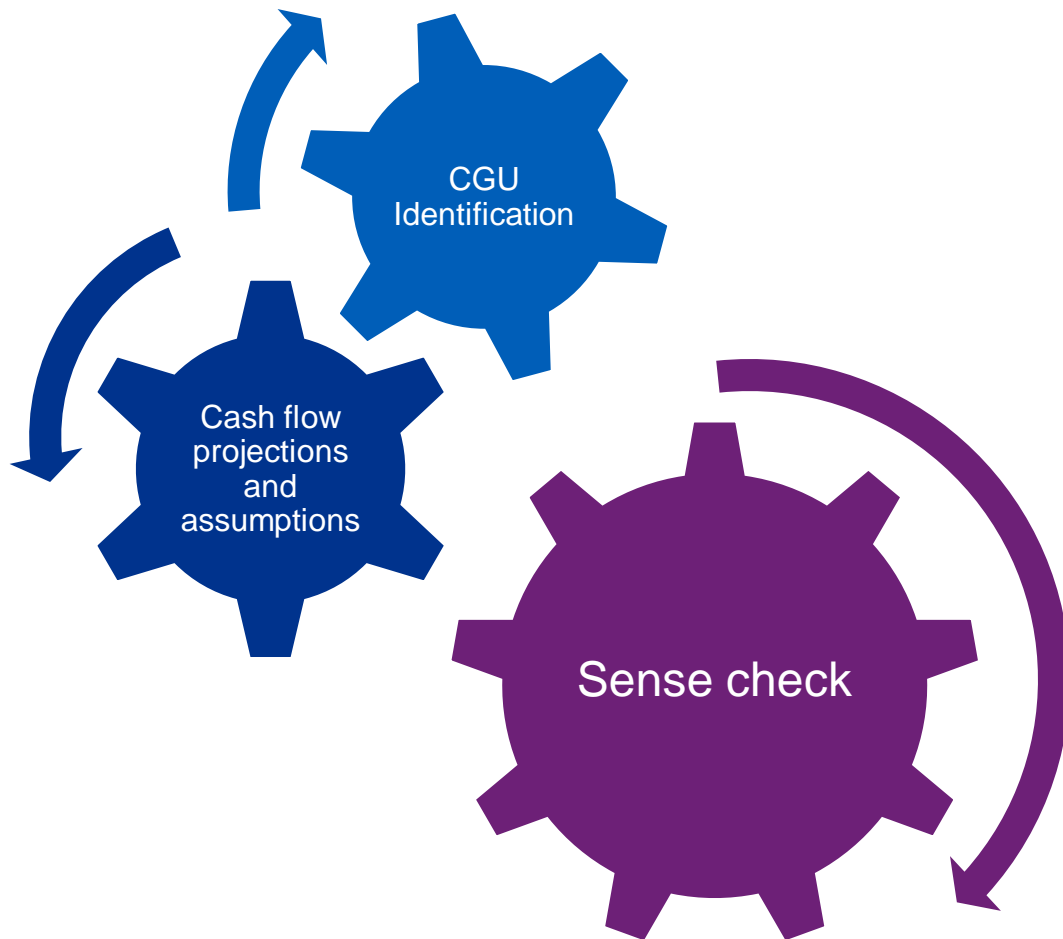 CGU
Identification
Cash flow
projections
and
assumptions
Sense check